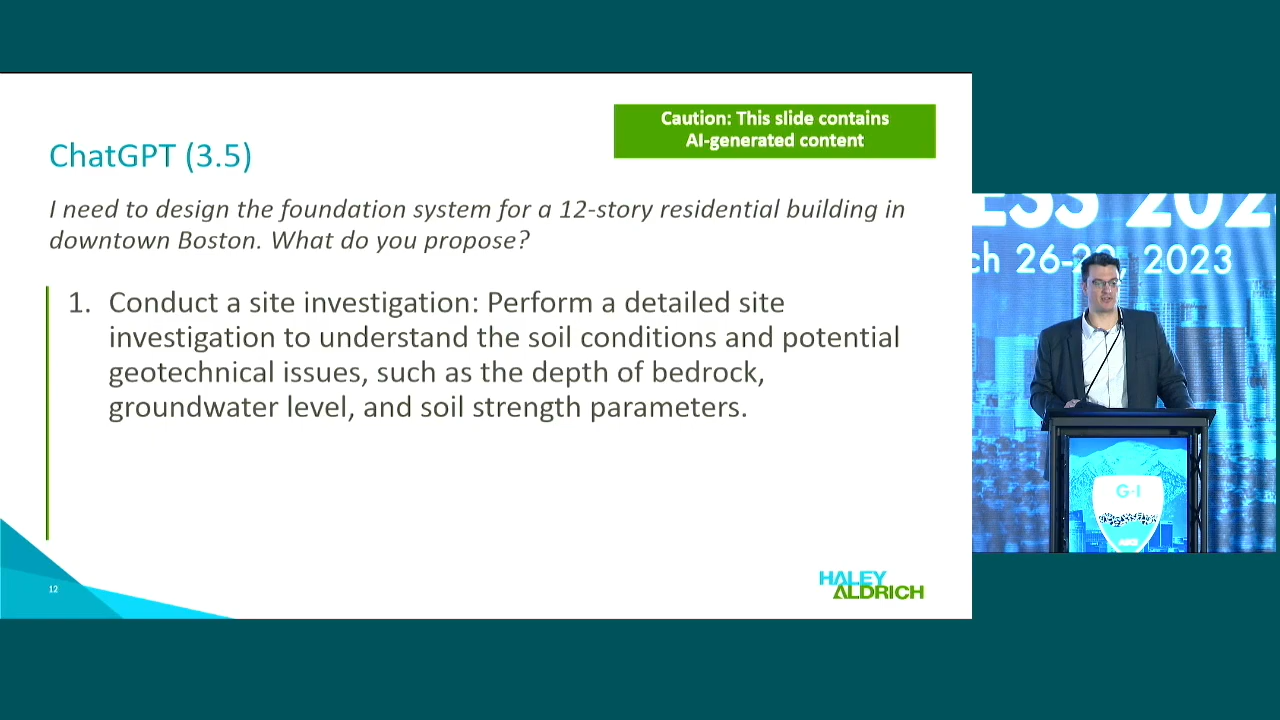 Caution: This slide contains
AI-generated content
ChatGPT (3.5)
I need to design the foundation system for a 12-story residential building in
downtown Boston. What do you propose?
1. Conduct a site investigation: Perform a detailed site
investigation to understand the soil conditions and potential
geotechnical issues, such as the depth of bedrock,
groundwater level, and soil strength parameters.
12
HALEY
ALDRICH
ESS 202
ch 26-2, 2023
G-I